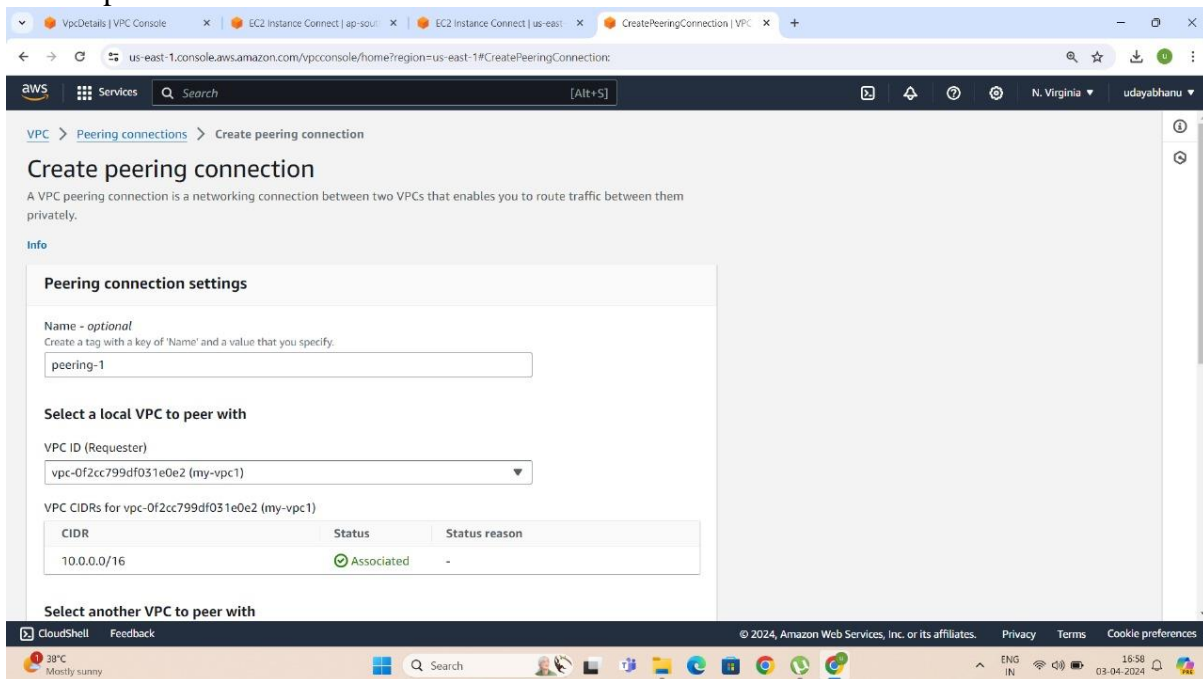 VpcDetails | VPC Console
EC2 Instance Connect | ap-sout
EC2 Instance Connect | us-east
CreatePeeringConnection | VPC
us-east-1.console.aws.amazon.com/vpcconsole/home?region=us-east-1#CreatePeeringConnection:
aws Services Search [Alt+S] N. Virginia ▼ udayabhanu ▼
VPC > Peering connections > Create peering connection
Create peering connection
A VPC peering connection is a networking connection between two VPCs that enables you to route traffic between them
privately.
Info
Peering connection settings
Name - optional
Create a tag with a key of 'Name' and a value that you specify.
peering-1
Select a local VPC to peer with
VPC ID (Requester)
vpc-0f2cc799df031e0e2 (my-vpc1)
VPC CIDRs for vpc-0f2cc799df031e0e2 (my-vpc1)
CIDR Status Status reason
10.0.0.0/16 Associated -
Select another VPC to peer with
CloudShell Feedback © 2024, Amazon Web Services, Inc. or its affiliates. Privacy Terms Cookie preferences
38°C
Mostly sunny
Search
ENG
IN
16:58
03-04-2024